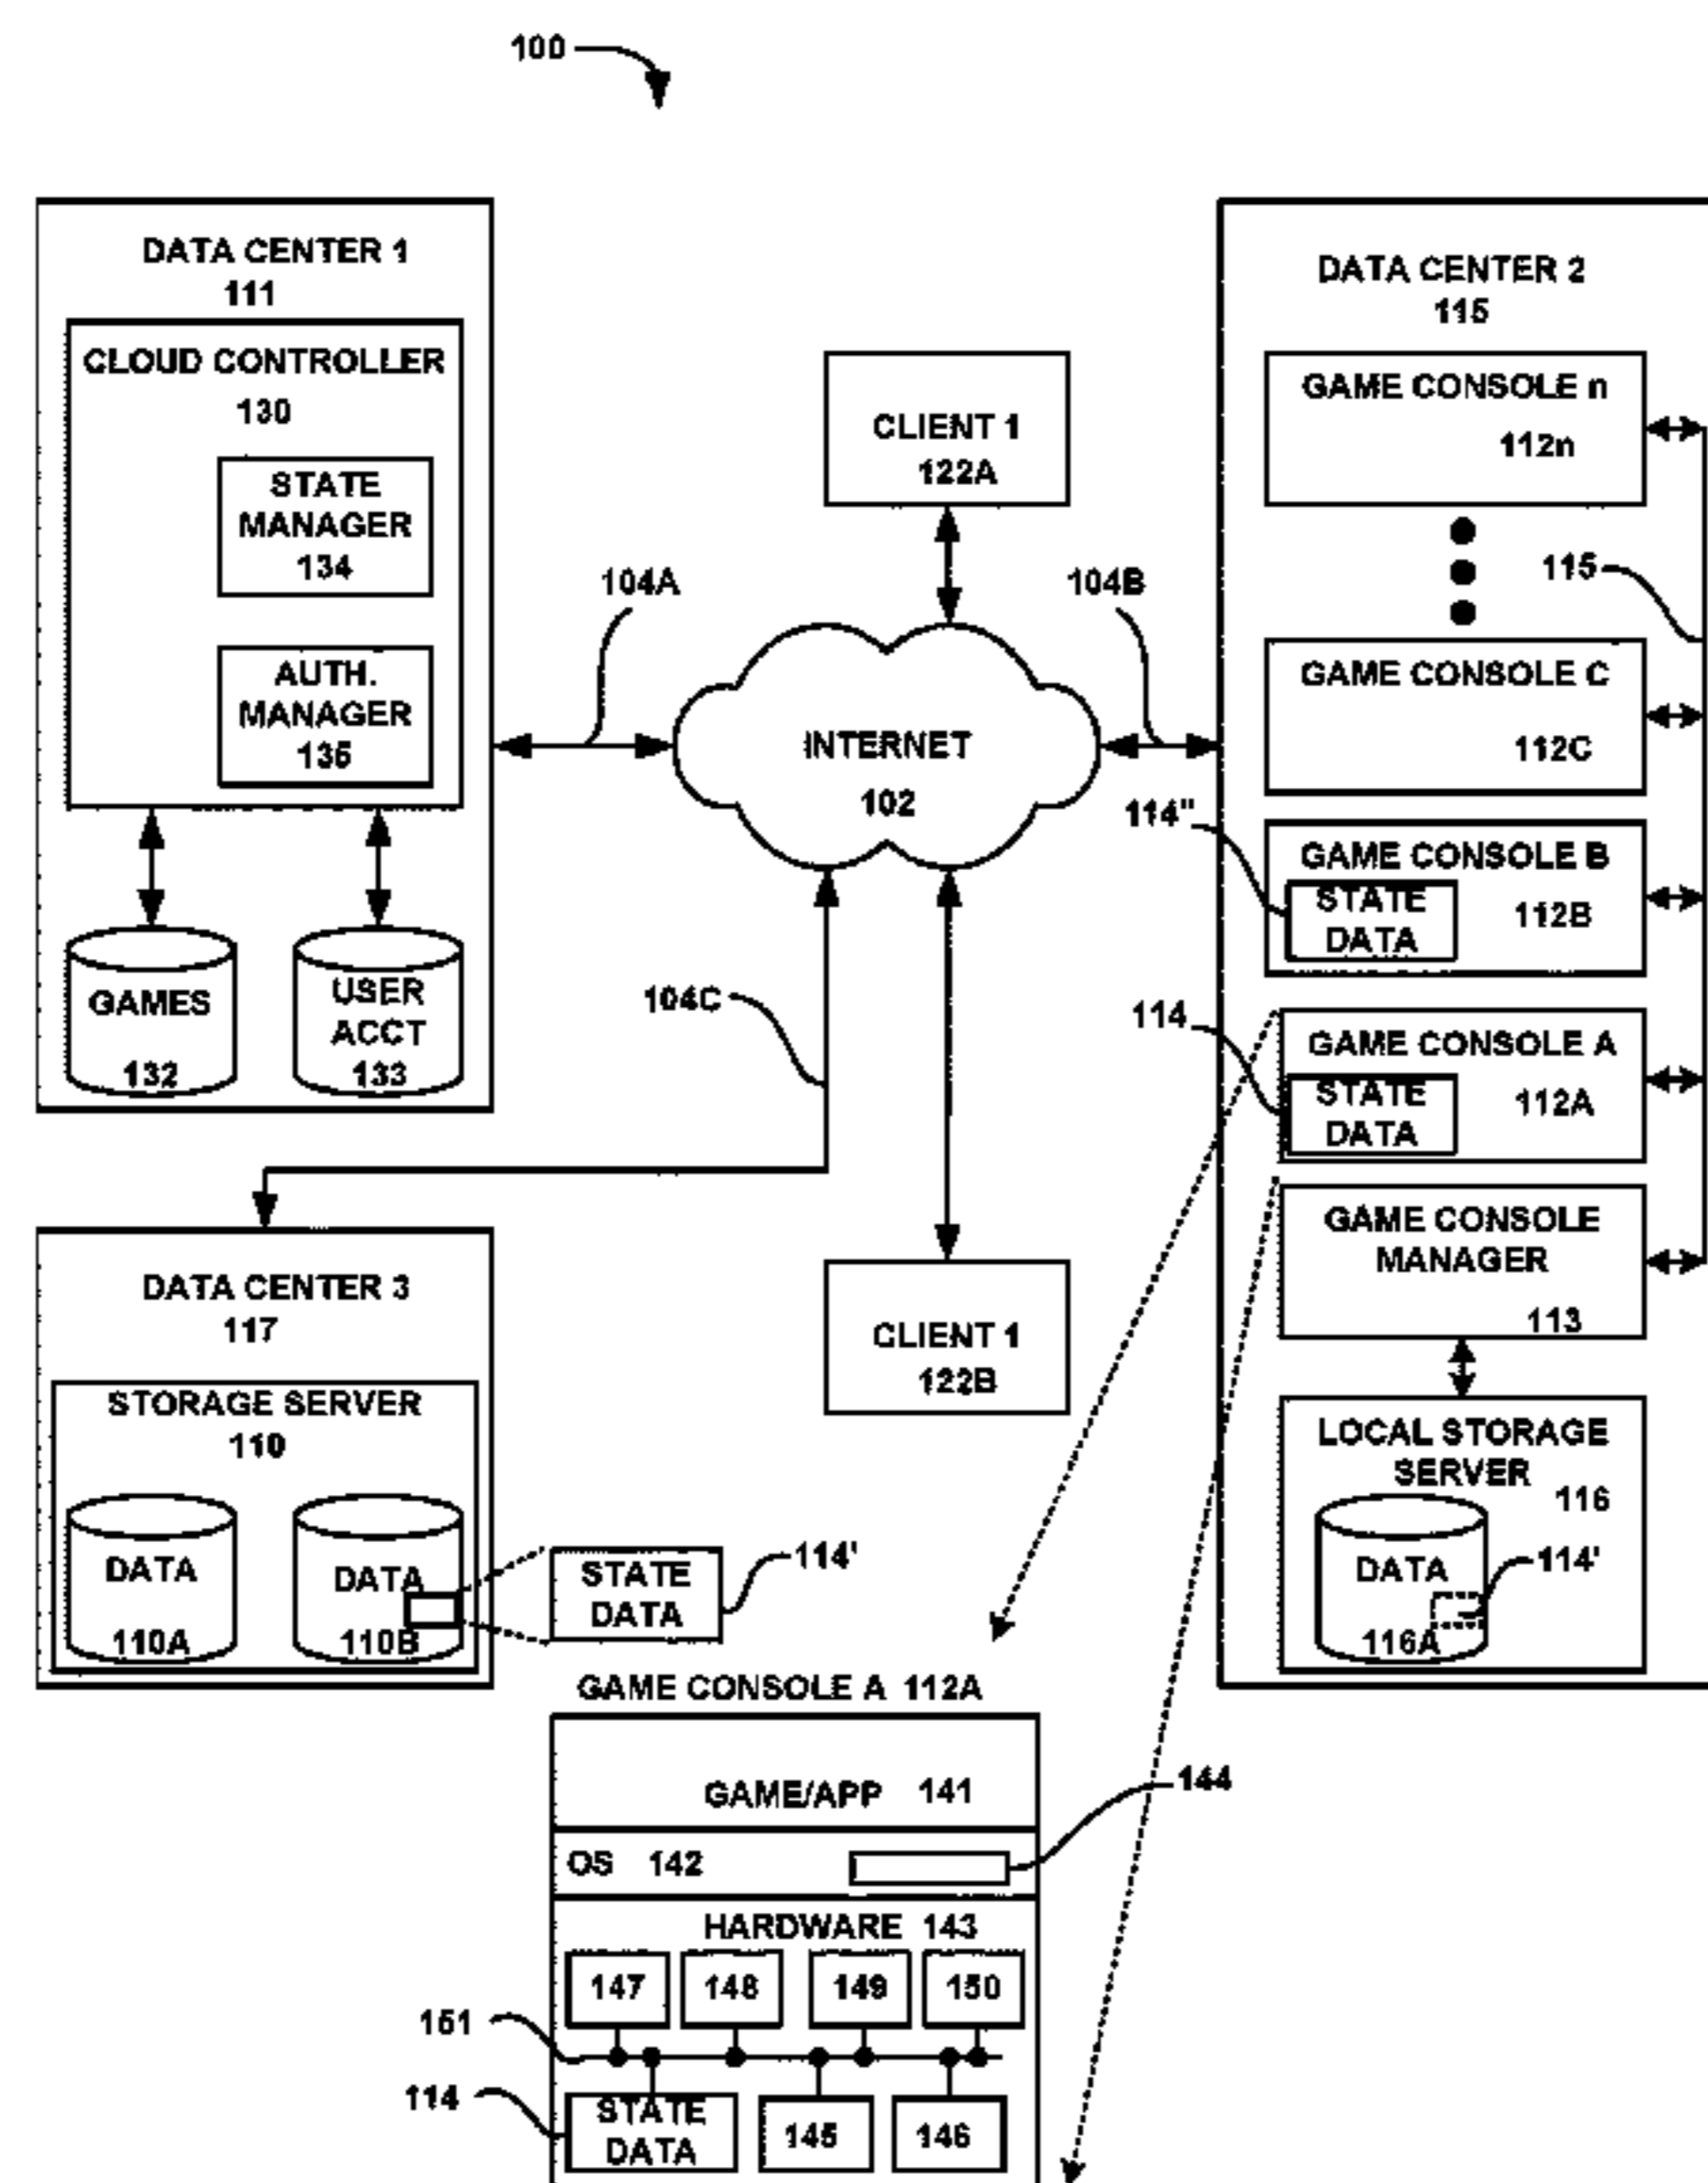 100
DATA CENTER 1
111
CLOUD CONTROLLER
130
STATE
MANAGER
134
AUTH.
MANAGER
135
GAMES
132
USER
ACCT
133
104A
CLIENT 1
122A
104B
INTERNET
102
104C
CLIENT 1
122B
DATA CENTER 2
115
GAME CONSOLE n
112n
115
GAME CONSOLE C
112C
114"
GAME CONSOLE B
STATE
DATA
112B
114
GAME CONSOLE A
STATE
DATA
112A
GAME CONSOLE
MANAGER
113
LOCAL STORAGE
SERVER
116
DATA
114'
116A
DATA CENTER 3
117
STORAGE SERVER
110
DATA
110A
DATA
110B
STATE
DATA
114'
GAME CONSOLE A 112A
GAME/APP 141
144
OS 142
HARDWARE 143
147
148
149
150
151
114
STATE
DATA
145
146